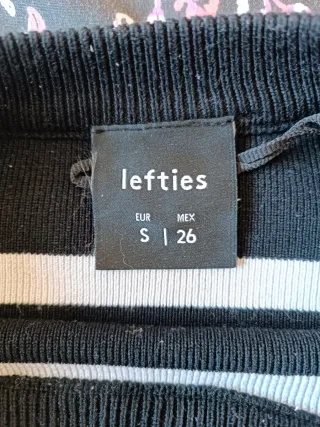 lefties
EUR MEX
S | 26